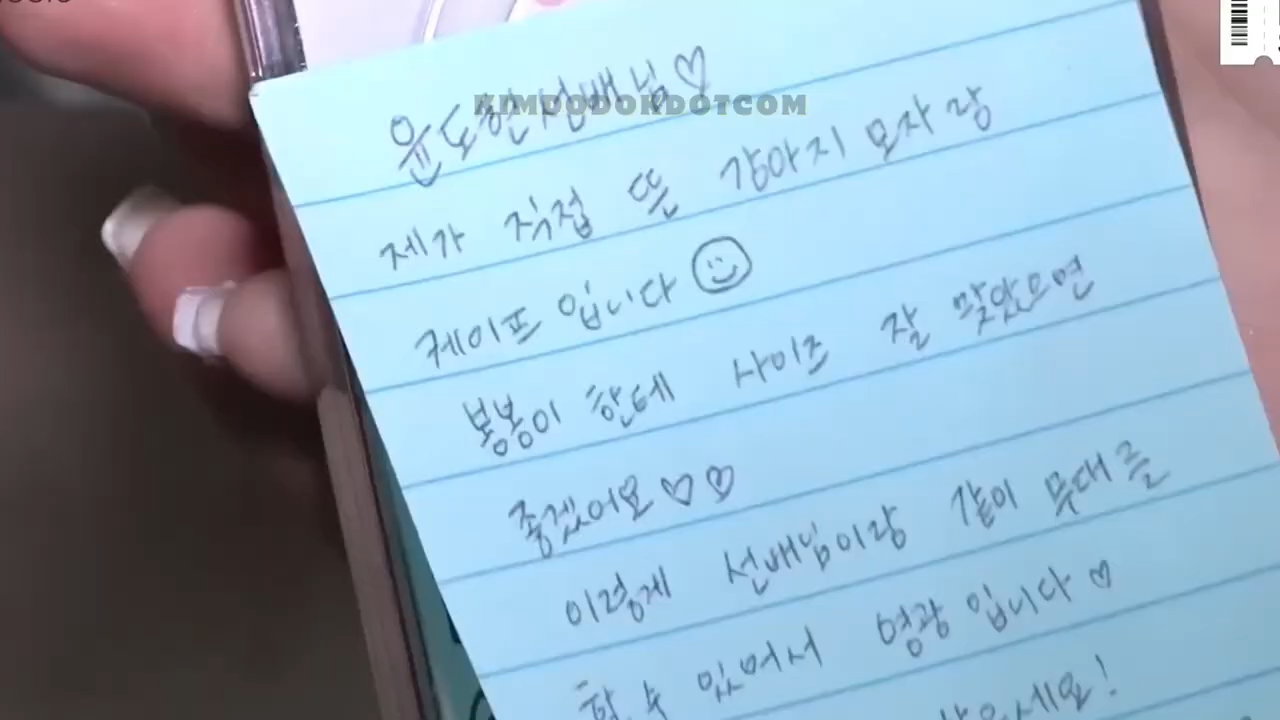 KIMDODOKDOTCOM
윤도현 선배님♡
제가 직접 뜬 강아지 모자랑
케이프 입니다
봉봉이 한테 사이즈 잘 맞았으면
좋겠어요♡♡
이렇게 선배님이랑 같이 무대를
할 수 있어서 영광 입니다♡